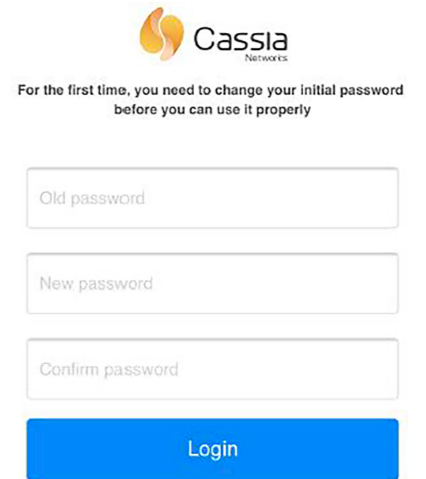 Cassia
Networks
For the first time, you need to change your initial password
before you can use it properly
Old password
New password
Confirm password
Login